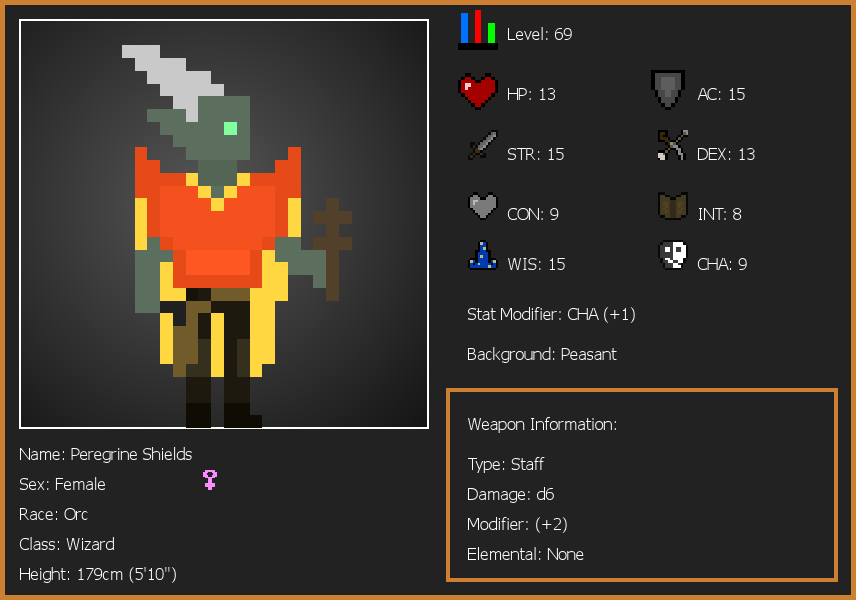 Level: 69
HP: 13
AC: 15
STR: 15
DEX: 13
CON: 9
INT: 8
WIS: 15
CHA: 9
Stat Modifier: CHA (+1)
Background: Peasant
Weapon Information:
Type: Staff
Damage: d6
Modifier: (+2)
Elemental: None
Name: Peregrine Shields
Sex: Female
Race: Orc
Class: Wizard
Height: 179cm (5'10")